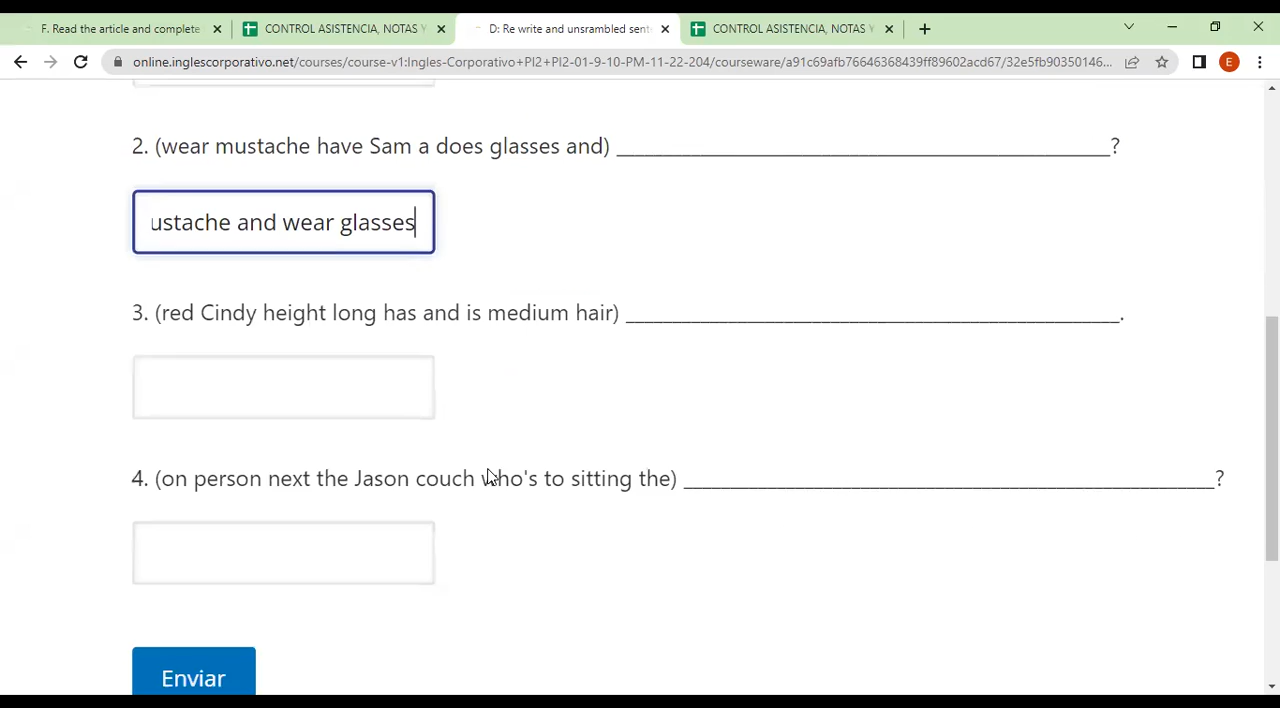 F. Read the article and complete
CONTROL ASISTENCIA, NOTAS Y
D: Re write and unsrambled sent
CONTROL ASISTENCIA, NOTAS Y
online.inglescorporativo.net/courses/course-v1:Ingles-Corporativo+PI2+PI2-01-9-10-PM-11-22-204/courseware/a91c69afb76646368439ff89602acd67/32e5fb90350146...
E
2. (wear mustache have Sam a does glasses and) ______________________________________________?
ustache and wear glasses
3. (red Cindy height long has and is medium hair) ______________________________________________.
4. (on person next the Jason couch who's to sitting the) _________________________________________________?
Enviar